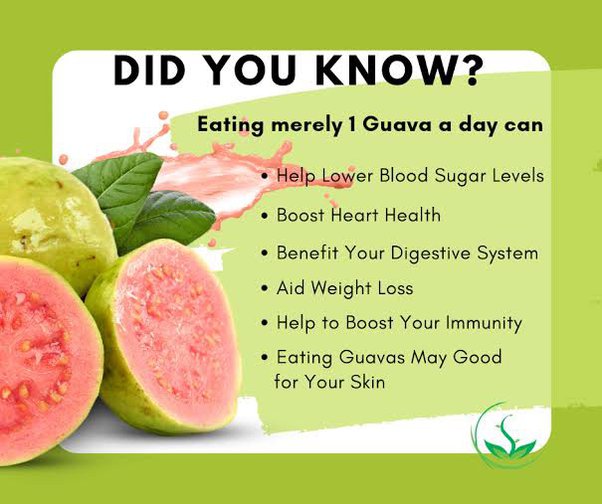 DID YOU KNOW?
Eating merely 1 Guava a day can
• Help Lower Blood Sugar Levels
• Boost Heart Health
• Benefit Your Digestive System
• Aid Weight Loss
• Help to Boost Your Immunity
• Eating Guavas May Good
for Your Skin